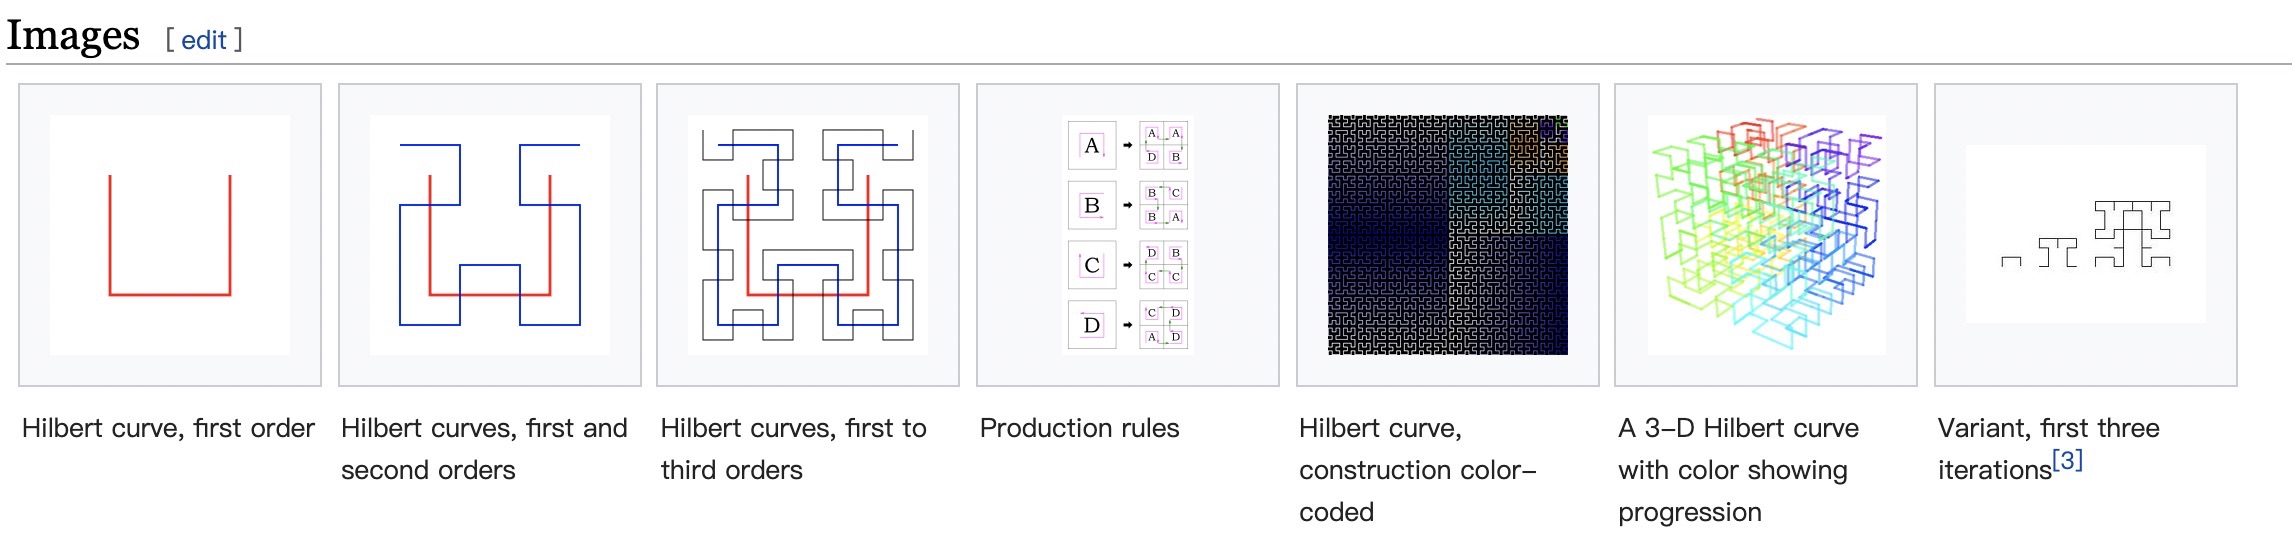 Images [ edit ]
A A A D B
B B C B A
C D B C C
D C D A D
Hilbert curve, first order
Hilbert curves, first and
second orders
Hilbert curves, first to
third orders
Production rules
Hilbert curve,
construction color-
coded
A 3-D Hilbert curve
with color showing
progression
Variant, first three
iterations[3]